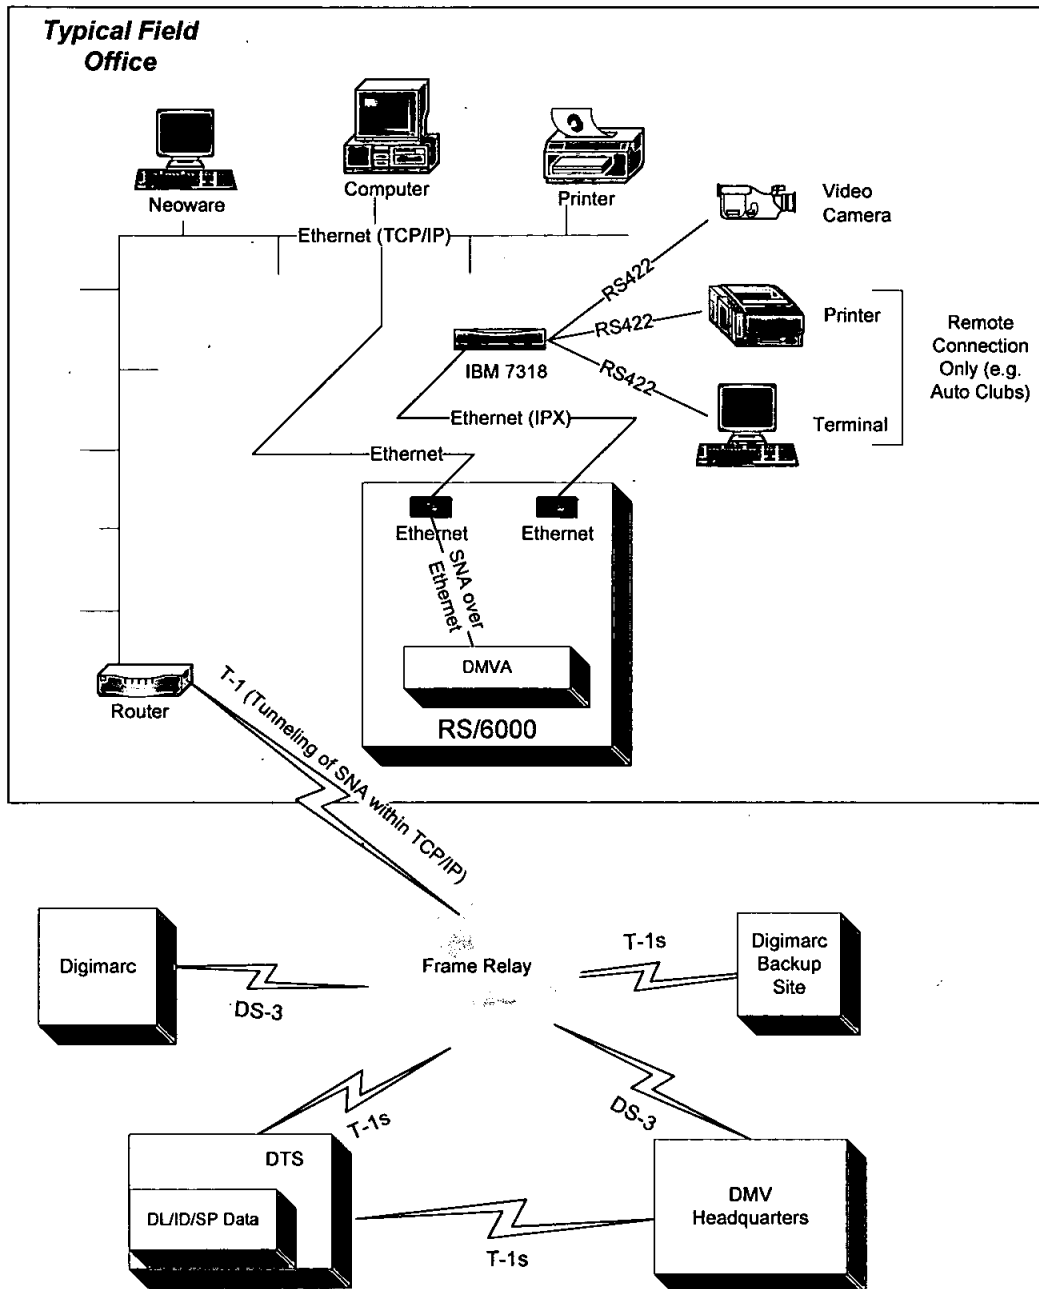 Typical Field
Office
Neoware
Computer
Printer
Video
Camera
Ethernet (TCP/IP)
RS422
RS422
RS422
Printer
Terminal
Remote
Connection
Only (e.g.
Auto Clubs)
IBM 7318
Ethernet (IPX)
Ethernet
Ethernet
Ethernet
SNA over
Ethernet
DMVA
RS/6000
Router
T-1 (Tunneling of SNA within TCP/IP)
Digimarc
DS-3
Frame Relay
T-1s
Digimarc
Backup
Site
T-1s
DS-3
DTS
DL/ID/SP Data
T-1s
DMV
Headquarters